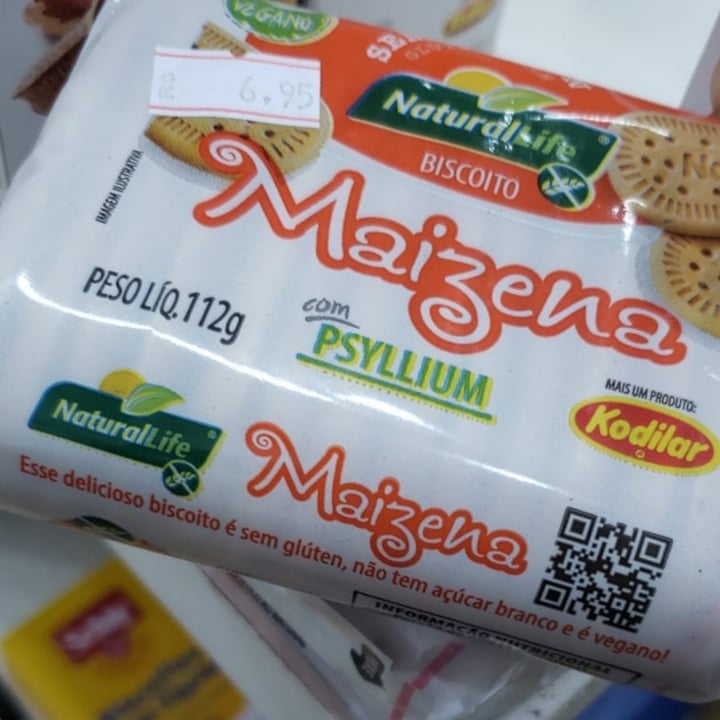 VEGANO
R$ 6.95
NaturalLife
BISCOITO
Maizena
IMAGEM ILUSTRATIVA
PESO LÍQ. 112g
com
PSYLLIUM
MAIS UM PRODUTO:
Kodilar
NaturalLife
Maizena
Esse delicioso biscoito é sem glúten, não tem açúcar branco e é vegano!
INFORMAÇÃO NUTRICIONAL